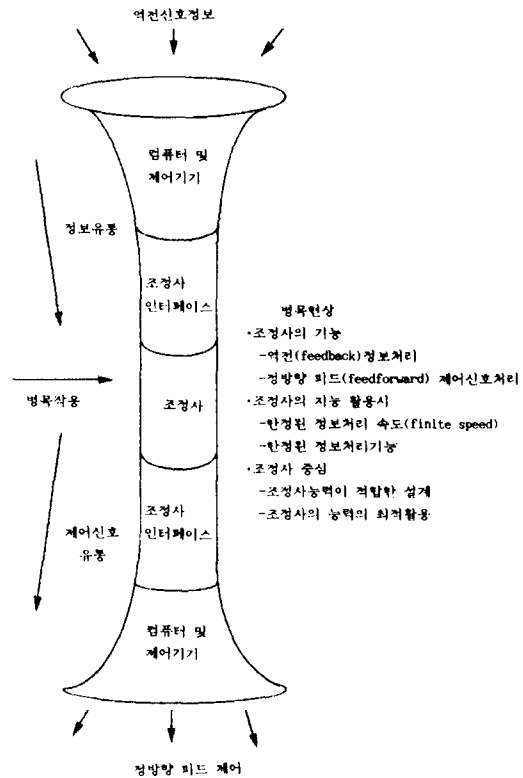 역전신호정보
컴퓨터 및
제어기기
정보유통
조정사
인터페이스
병목작용
조정사
제어신호
유통
조정사
인터페이스
컴퓨터 및
제어기기
정방향 피드 제어
병목현상
·조정사의 기능
-역전(feedback)정보처리
-정방향 피드(feedforward) 제어신호처리
·조정사의 지능 활용시
-한정된 정보처리 속도(finite speed)
-한정된 정보처리기능
·조정사 중심
-조정사능력이 적합한 설계
-조정사의 능력의 최적활용